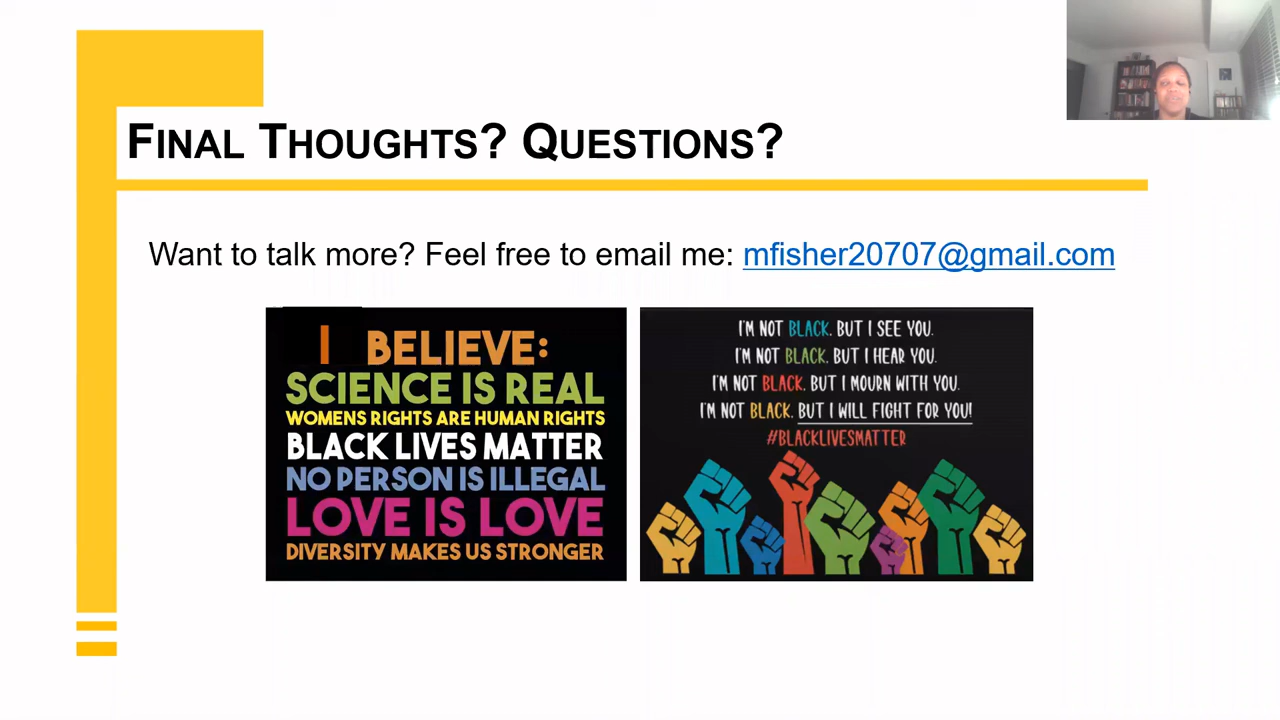 FINAL THOUGHTS? QUESTIONS?
Want to talk more? Feel free to email me: mfisher20707@gmail.com
I BELIEVE:
SCIENCE IS REAL
WOMENS RIGHTS ARE HUMAN RIGHTS
BLACK LIVES MATTER
NO PERSON IS ILLEGAL
LOVE IS LOVE
DIVERSITY MAKES US STRONGER
I'M NOT BLACK. BUT I SEE YOU.
I'M NOT BLACK. BUT I HEAR YOU.
I'M NOT BLACK. BUT I MOURN WITH YOU.
I'M NOT BLACK. BUT I WILL FIGHT FOR YOU!
#BLACKLIVESMATTER